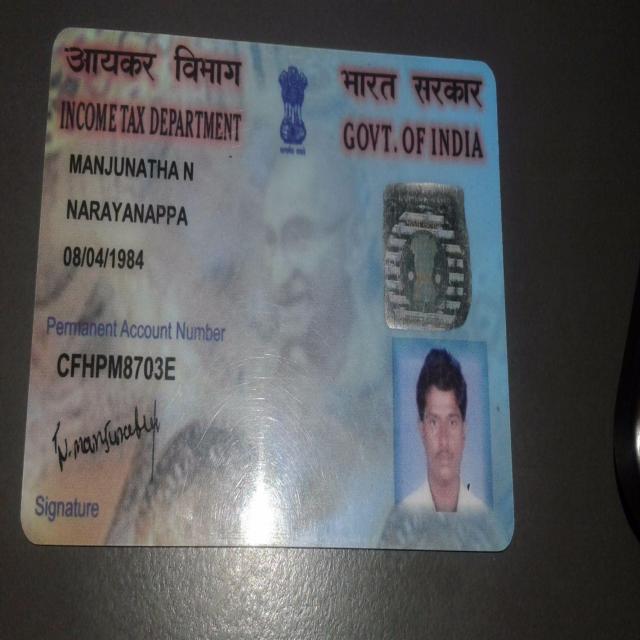 आयकर विभाग
INCOME TAX DEPARTMENT
भारत सरकार
GOVT. OF INDIA
MANJUNATHA N
NARAYANAPPA
08/04/1984
Permanent Account Number
CFHPM8703E
N. Manjunath
Signature